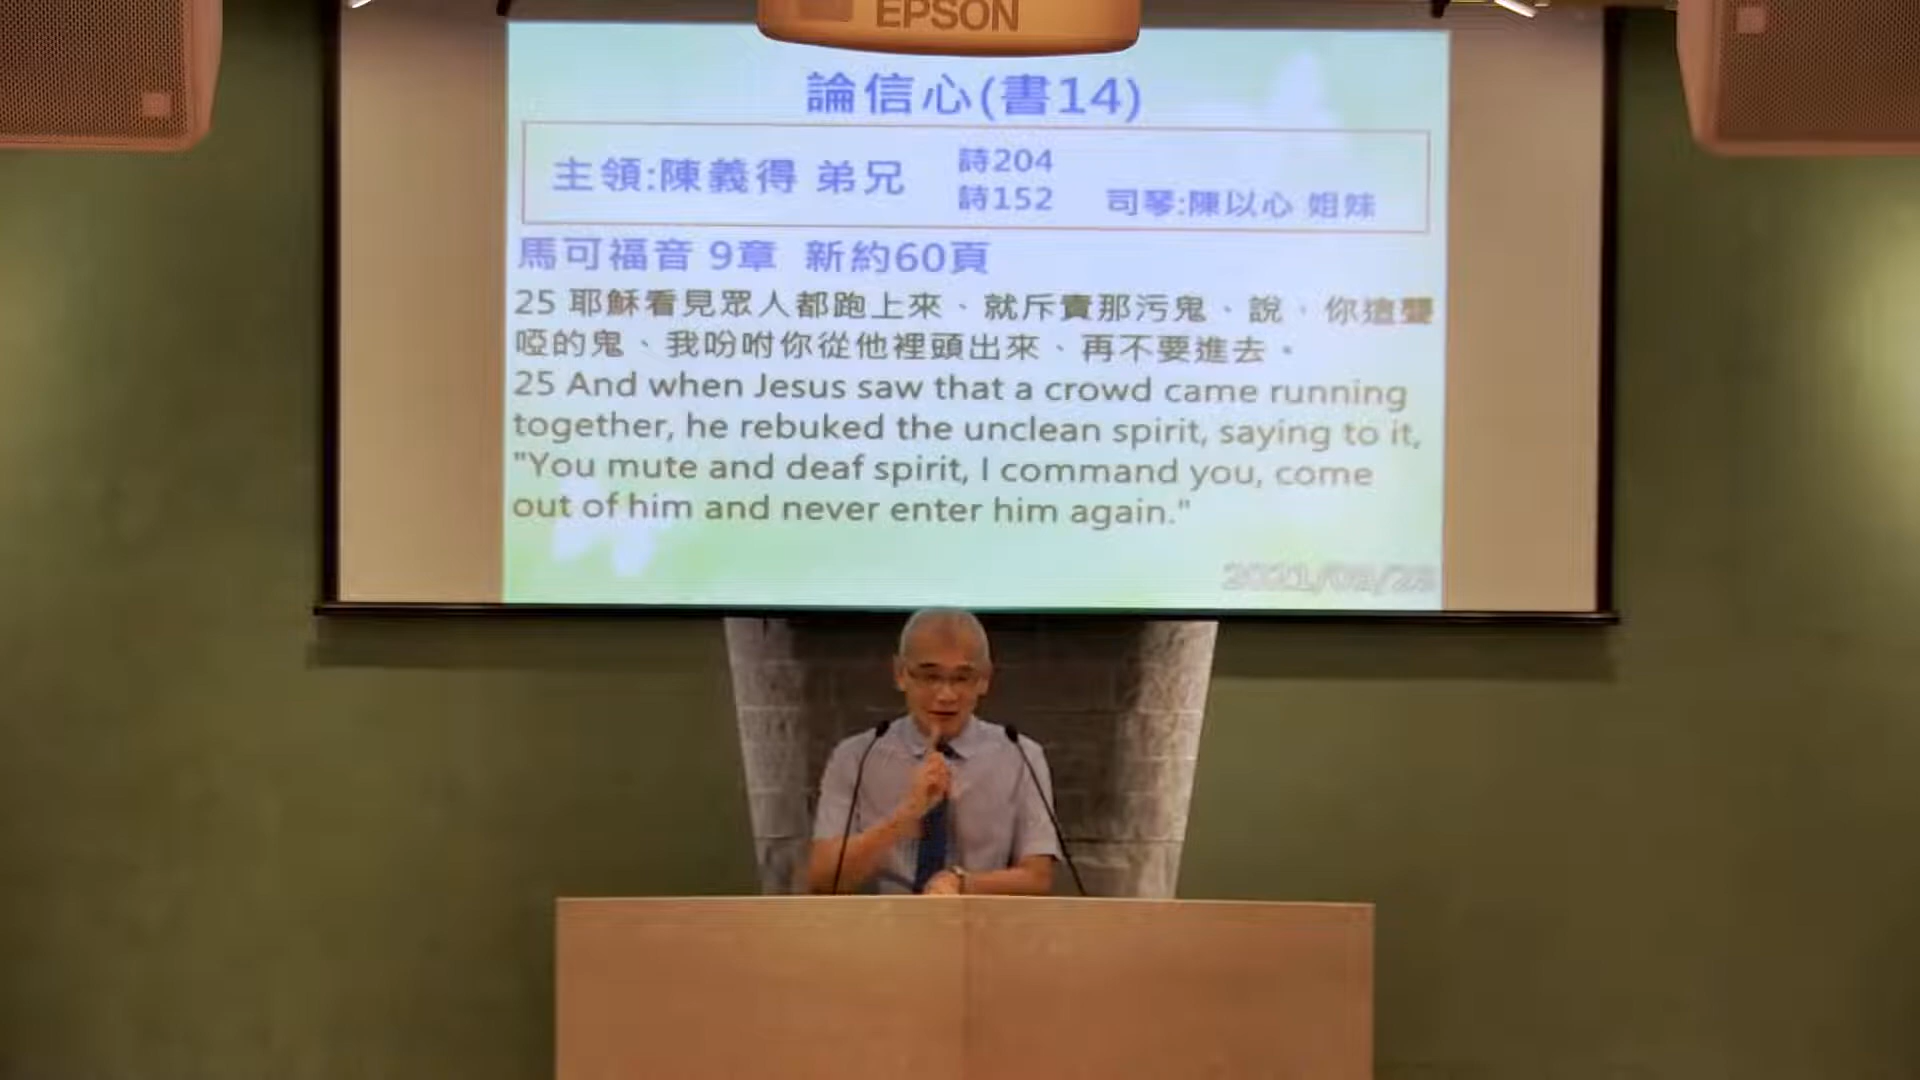 EPSON
論信心(書14)
主領:陳義得 弟兄
詩204
詩152
司琴:陳以心 姐妹
馬可福音 9章 新約60頁
25 耶穌看見眾人都跑上來、就斥責那污鬼、說,你這聾
啞的鬼、我吩咐你從他裡頭出來、再不要進去。
25 And when Jesus saw that a crowd came running
together, he rebuked the unclean spirit, saying to it,
"You mute and deaf spirit, I command you, come
out of him and never enter him again."